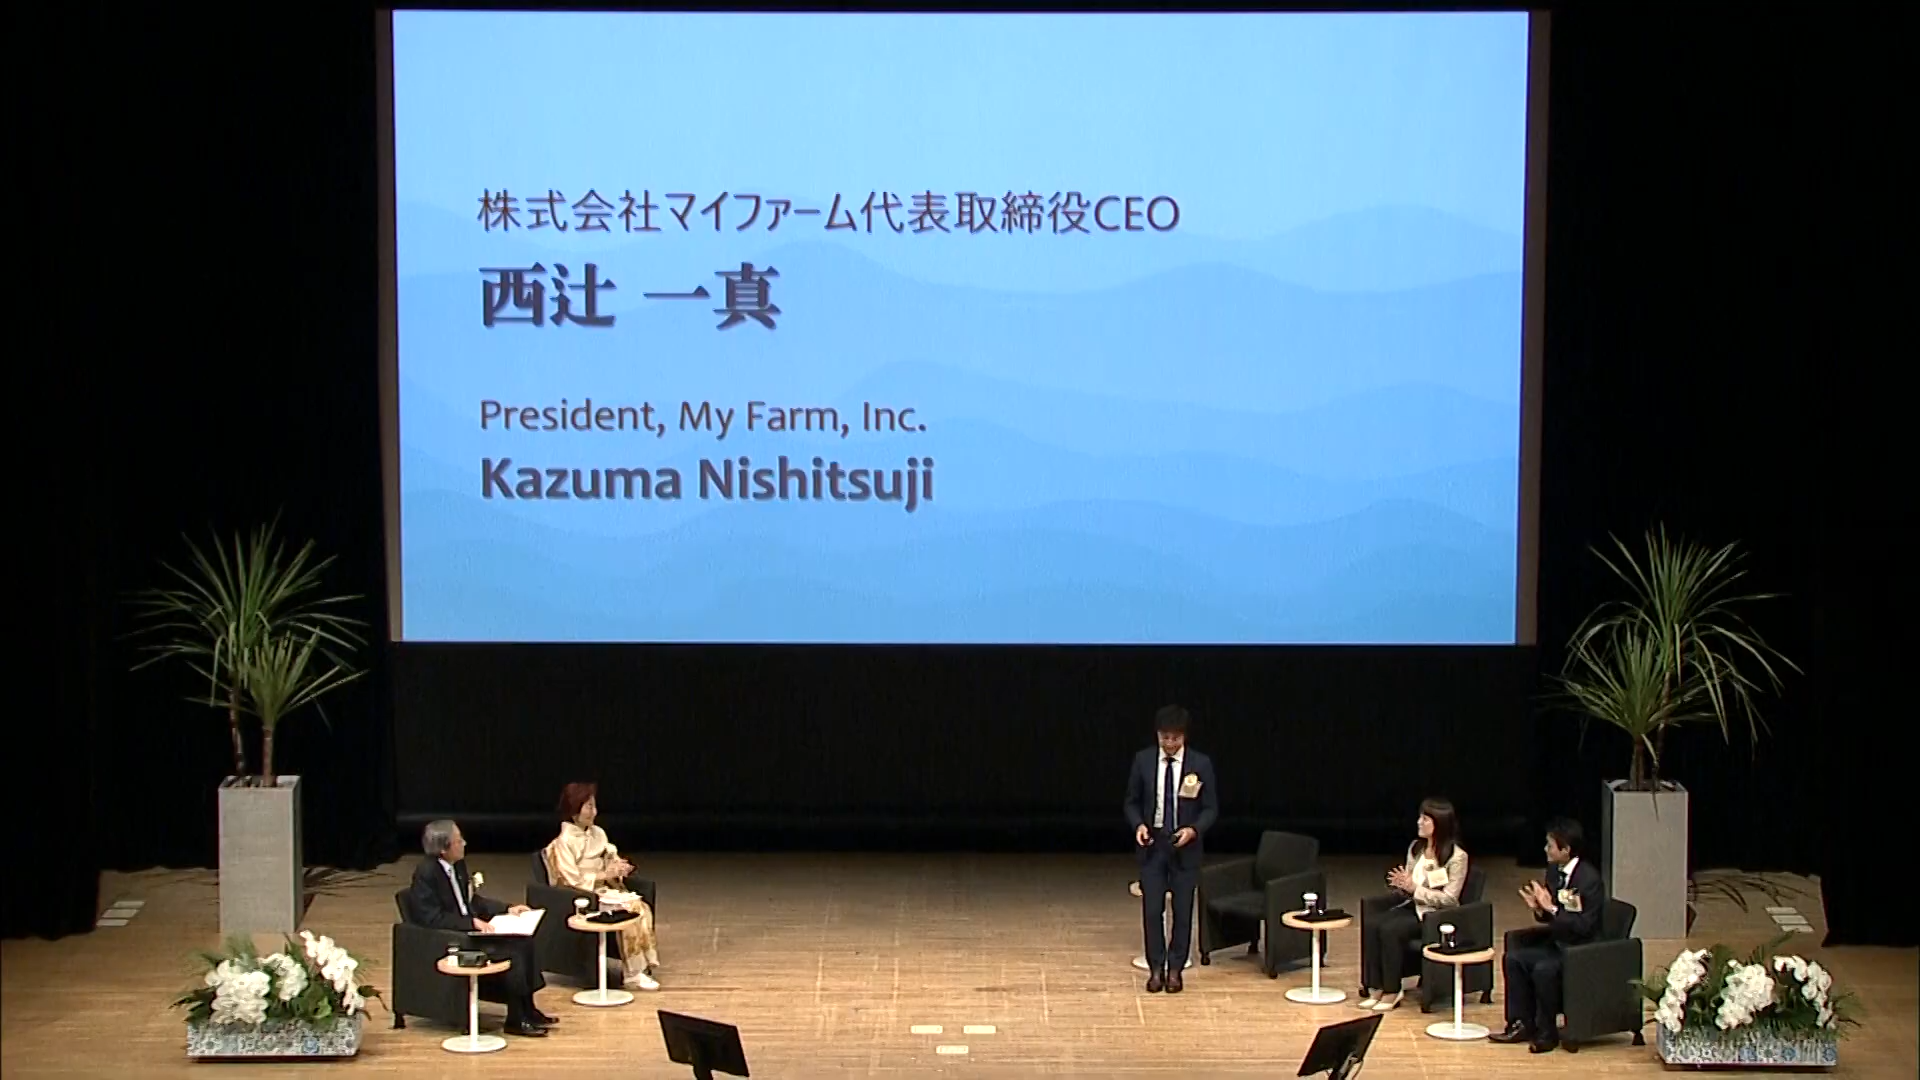 株式会社マイファーム代表取締役CEO
西辻 一真
President, My Farm, Inc.
Kazuma Nishitsuji